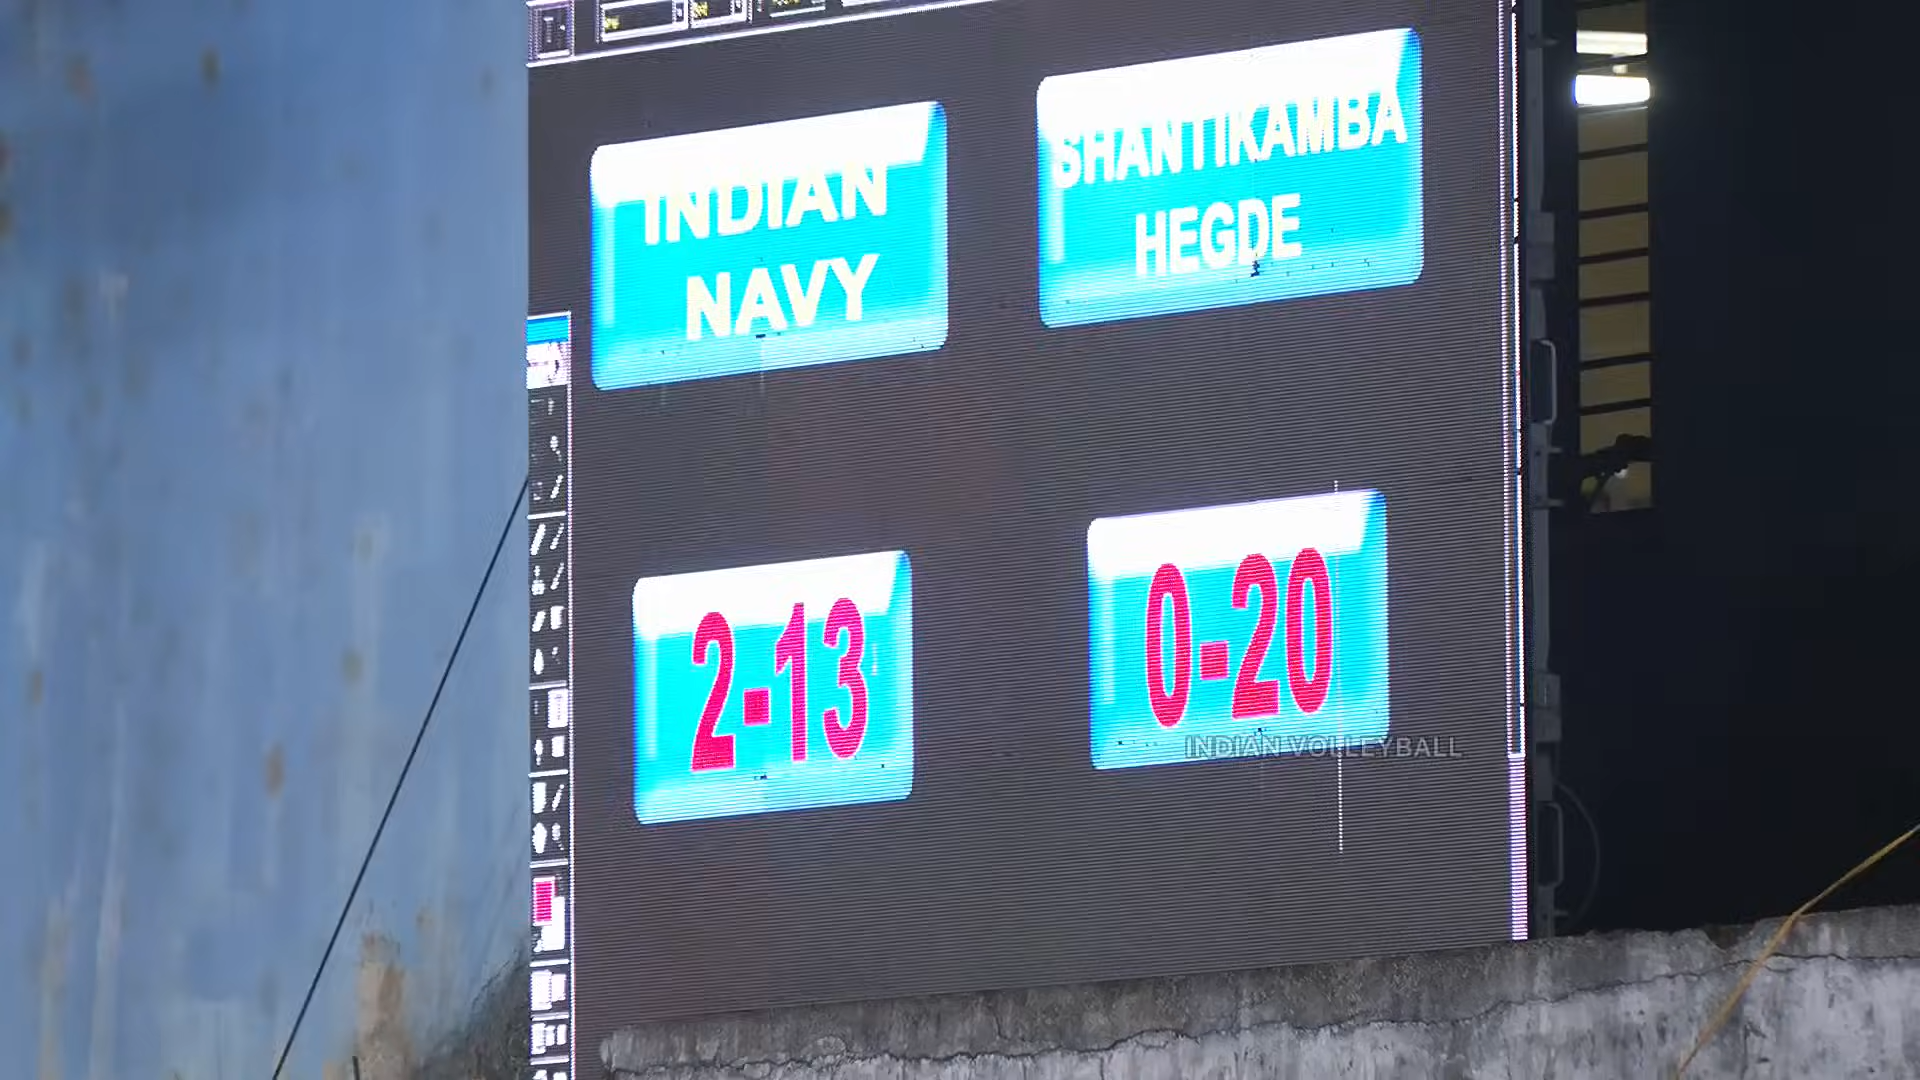 INDIAN
NAVY
SHANTIKAMBA
HEGDE
2-13
0-20
INDIAN VOLLEYBALL